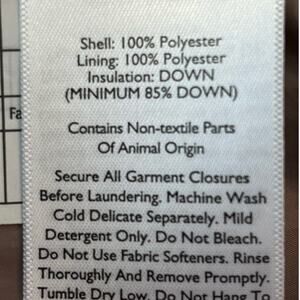 Shell: 100% Polyester
Lining: 100% Polyester
Insulation: DOWN
(MINIMUM 85% DOWN)
Contains Non-textile Parts
Of Animal Origin
Secure All Garment Closures
Before Laundering. Machine Wash
Cold Delicate Separately. Mild
Detergent Only. Do Not Bleach.
Do Not Use Fabric Softeners. Rinse
Thoroughly And Remove Promptly.
Tumble Dry Low. Do Not Hang To
Fa